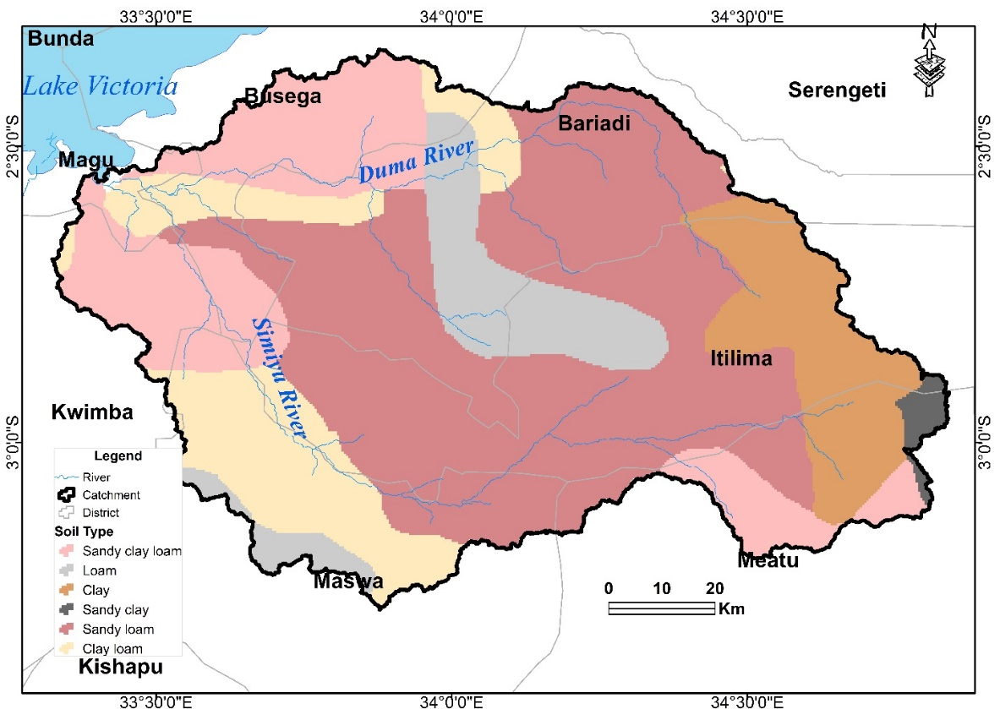 33°30'0"E 34°0'0"E 34°30'0"E
Bunda
N
Lake Victoria
Busega
Serengeti
Bariadi
2°30'0"S
2°30'0"S
Magu
Duma River
Simiyu River
Itilima
Kwimba
3°0'0"S
3°0'0"S
Legend
River
Catchment
District
Soil Type
Sandy clay loam
Loam
Clay
Sandy clay
Sandy loam
Clay loam
Meatu
Maswa
0 10 20
Km
Kishapu
33°30'0"E 34°0'0"E 34°30'0"E